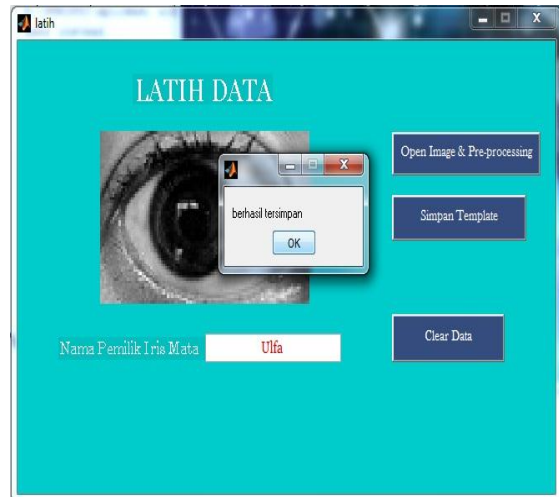 latih
LATIH DATA
Open Image & Pre-processing
berhasil tersimpan
Simpan Template
OK
Clear Data
Nama Pemilik Iris Mata
Ulfa